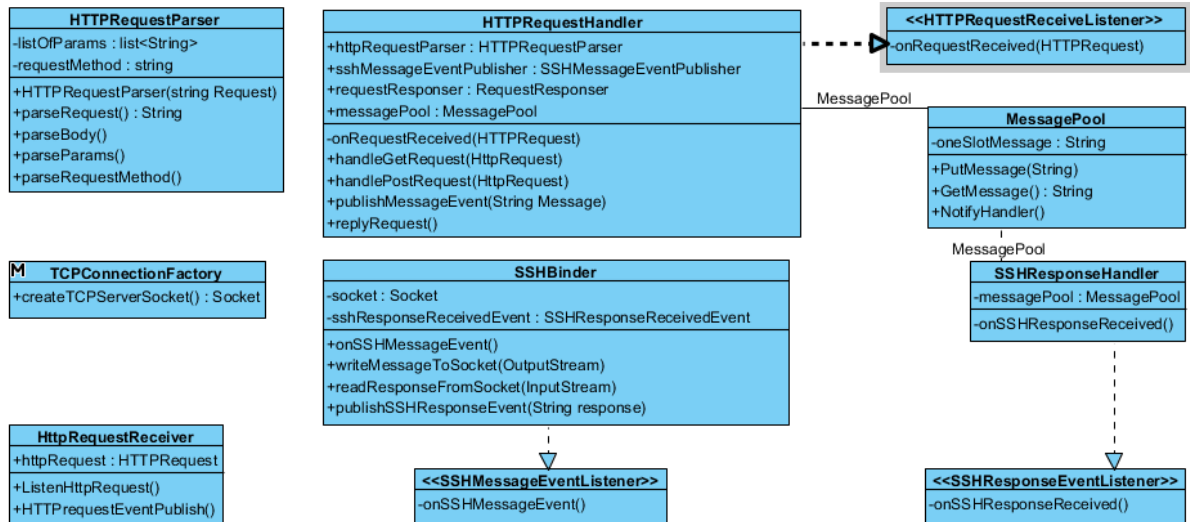 HTTPRequestParser
-listOfParams : list<String>
-requestMethod : string
+HTTPRequestParser(string Request)
+parseRequest() : String
+parseBody()
+parseParams()
+parseRequestMethod()
HTTPRequestHandler
+httpRequestParser : HTTPRequestParser
+sshMessageEventPublisher : SSHMessageEventPublisher
+requestResponser : RequestResponser
+messagePool : MessagePool
-onRequestReceived(HTTPRequest)
+handleGetRequest(HttpRequest)
+handlePostRequest(HttpRequest)
+publishMessageEvent(String Message)
+replyRequest()
<<HTTPRequestReceiveListener>>
-onRequestReceived(HTTPRequest)
MessagePool
MessagePool
-oneSlotMessage : String
+PutMessage(String)
+GetMessage() : String
+NotifyHandler()
MessagePool
M TCPConnectionFactory
+createTCPServerSocket() : Socket
SSHBinder
-socket : Socket
-sshResponseReceivedEvent : SSHResponseReceivedEvent
+onSSHMessageEvent()
+writeMessageToSocket(OutputStream)
+readResponseFromSocket(InputStream)
+publishSSHResponseEvent(String response)
SSHResponseHandler
-messagePool : MessagePool
-onSSHResponseReceived()
HttpRequestReceiver
+httpRequest : HTTPRequest
+ListenHttpRequest()
+HTTPrequestEventPublish()
<<SSHMessageEventListener>>
-onSSHMessageEvent()
<<SSHResponseEventListener>>
-onSSHResponseReceived()